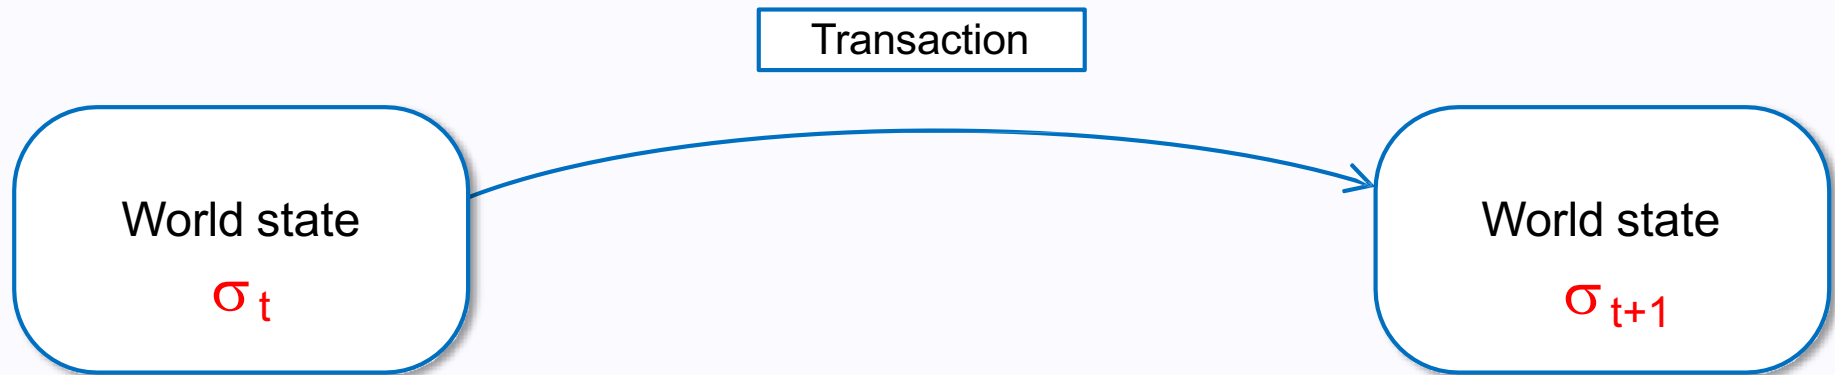 Transaction
World state
σ t
World state
σ t+1